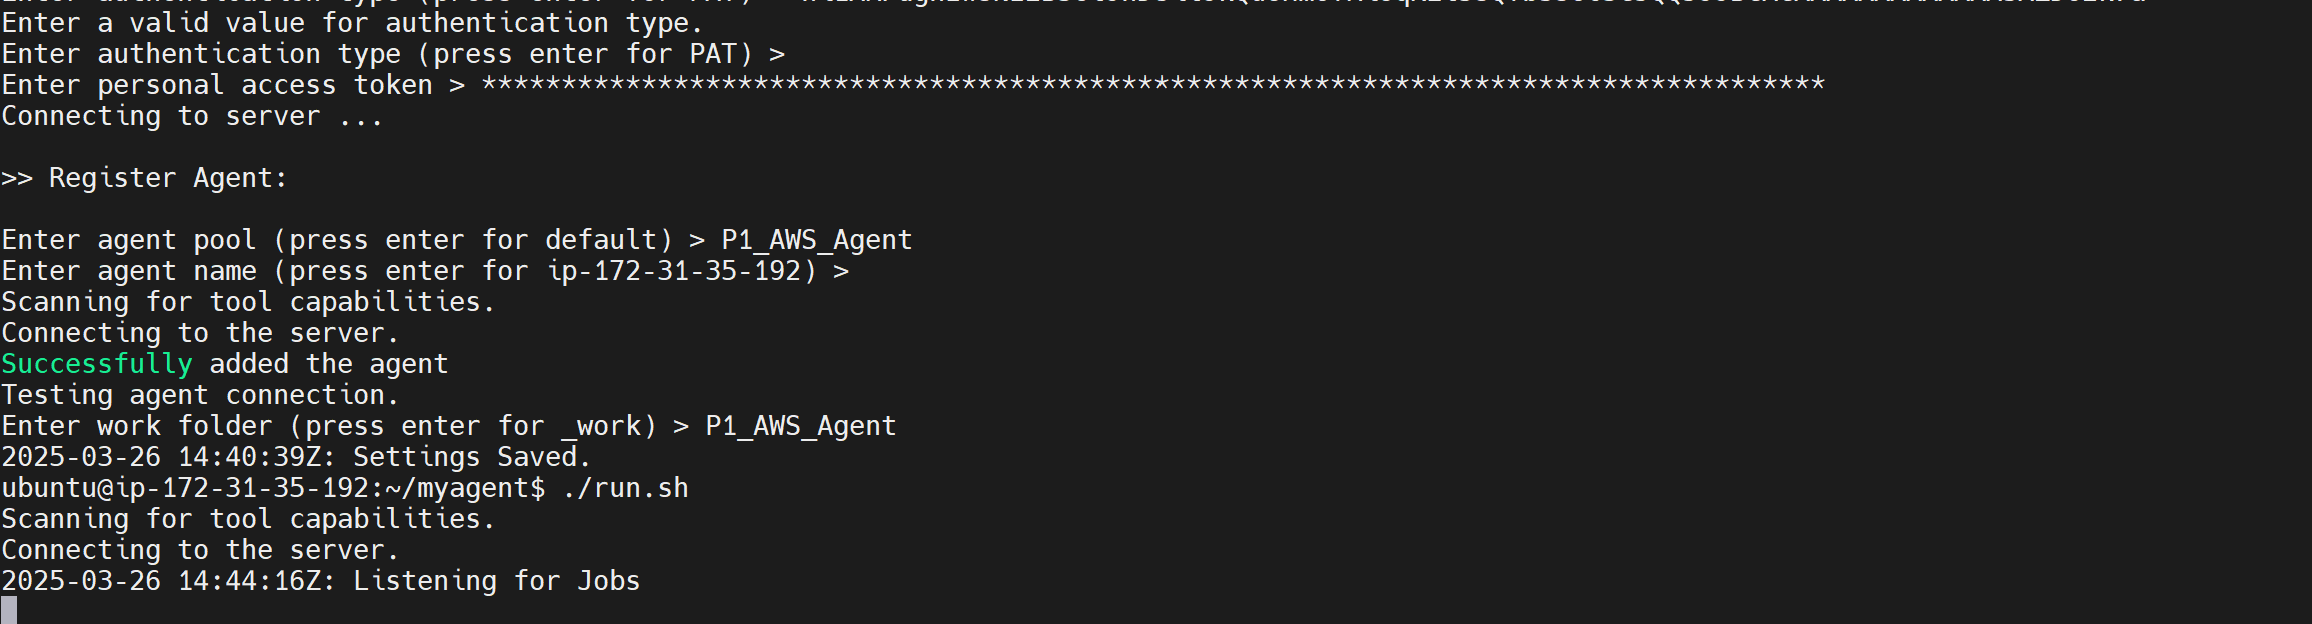 Enter a valid value for authentication type.
Enter authentication type (press enter for PAT) >
Enter personal access token > ************************************************************************************
Connecting to server ...
>> Register Agent:
Enter agent pool (press enter for default) > P1_AWS_Agent
Enter agent name (press enter for ip-172-31-35-192) >
Scanning for tool capabilities.
Connecting to the server.
Successfully added the agent
Testing agent connection.
Enter work folder (press enter for _work) > P1_AWS_Agent
2025-03-26 14:40:39Z: Settings Saved.
ubuntu@ip-172-31-35-192:~/myagent$ ./run.sh
Scanning for tool capabilities.
Connecting to the server.
2025-03-26 14:44:16Z: Listening for Jobs